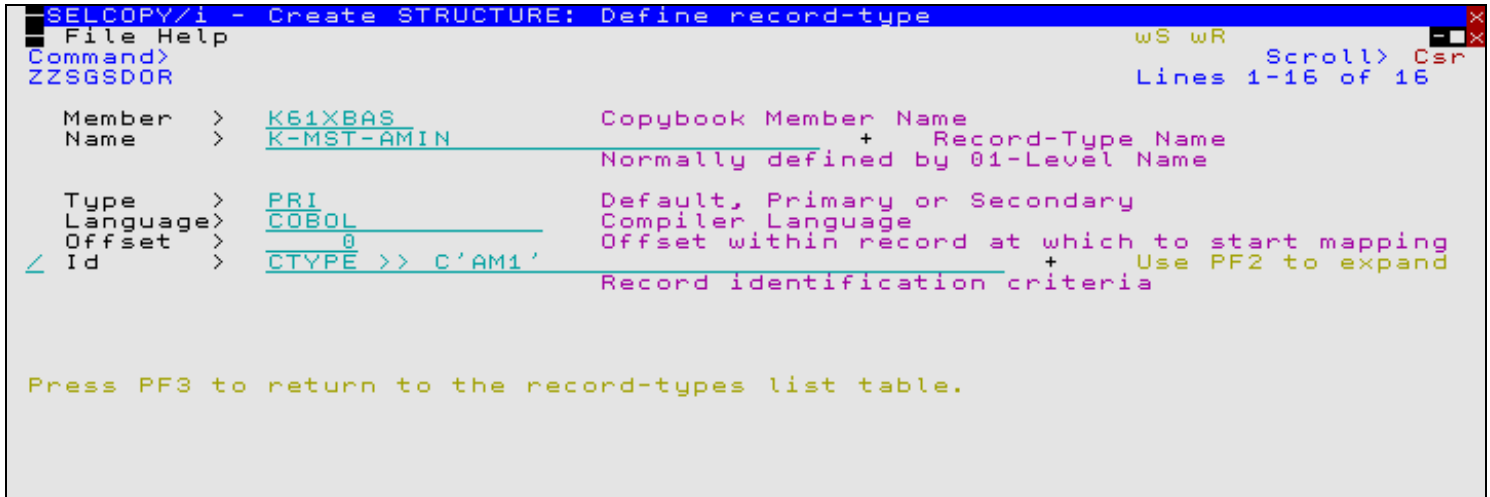 SELCOPY/i - Create STRUCTURE: Define record-type
File Help wS wR
Command> Scroll> Csr
ZZSGSDOR Lines 1-16 of 16
Member > K61XBAS Copybook Member Name
Name > K-MST-AMIN + Record-Type Name
Normally defined by 01-Level Name
Type > PRI Default, Primary or Secondary
Language> COBOL Compiler Language
Offset > 0 Offset within record at which to start mapping
/ Id > CTYPE >> C'AM1' + Use PF2 to expand
Record identification criteria
Press PF3 to return to the record-types list table.